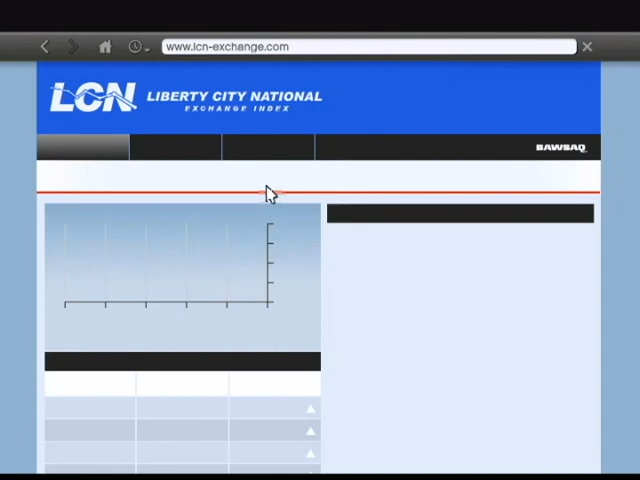 www.lcn-exchange.com
LCN LIBERTY CITY NATIONAL
EXCHANGE INDEX
BAWSAQ